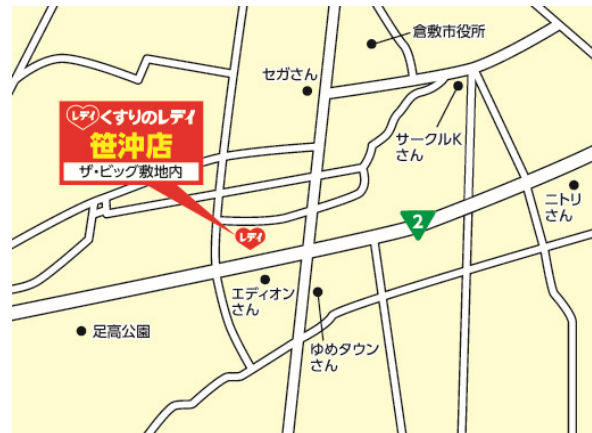 倉敷市役所
セガさん
レデイ くすりのレデイ
笹沖店
ザ・ビッグ敷地内
サークルK
さん
ニトリ
さん
2
レデイ
エディオン
さん
足高公園
ゆめタウン
さん